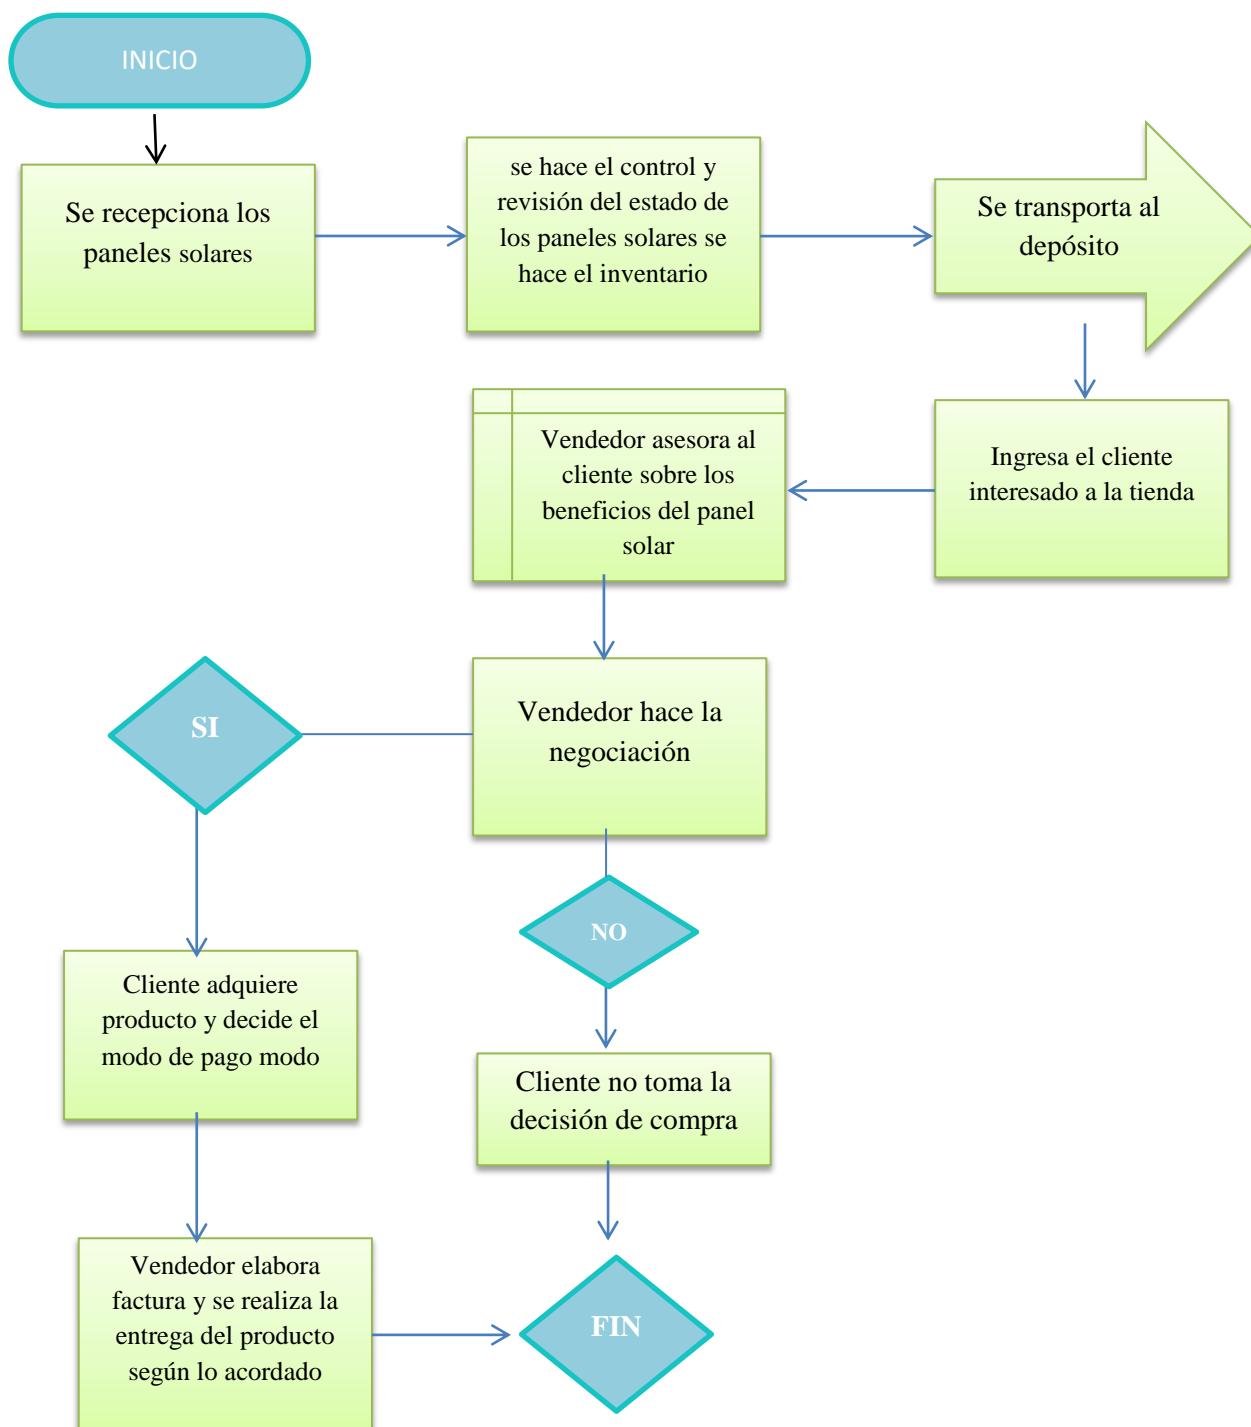 INICIO
Se recepciona los
paneles solares
se hace el control y
revisión del estado de
los paneles solares se
hace el inventario
Se transporta al
depósito
Ingresa el cliente
interesado a la tienda
Vendedor asesora al
cliente sobre los
beneficios del panel
solar
Vendedor hace la
negociación
SI
NO
Cliente adquiere
producto y decide el
modo de pago modo
Cliente no toma la
decisión de compra
Vendedor elabora
factura y se realiza la
entrega del producto
según lo acordado
FIN